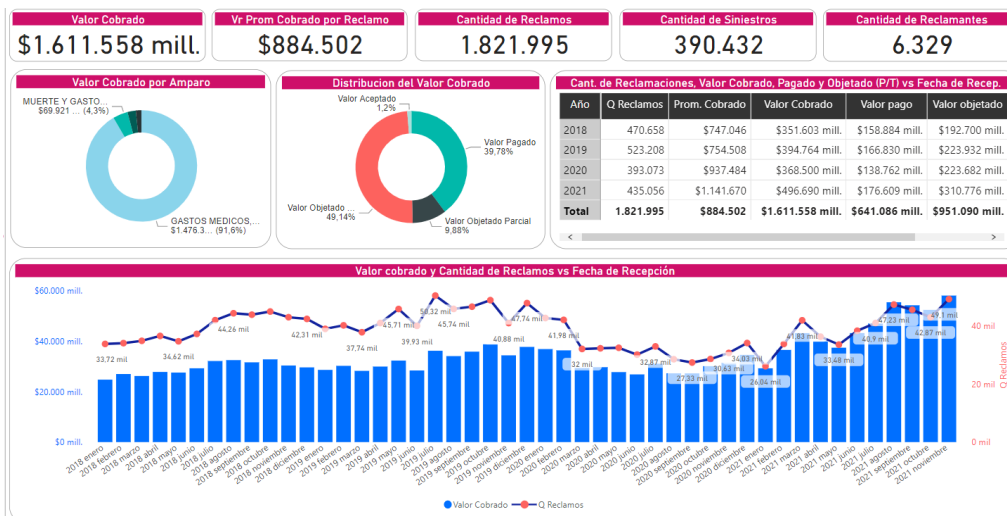 Valor Cobrado
$1.611.558 mill.
Vr Prom Cobrado por Reclamo
$884.502
Cantidad de Reclamos
1.821.995
Cantidad de Siniestros
390.432
Cantidad de Reclamantes
6.329
Valor Cobrado por Amparo
MUERTE Y GASTO...
$69.921 ... (4,3%)
GASTOS MEDICOS,...
$1.476.3... (91,6%)
Distribucion del Valor Cobrado
Valor Aceptado
1,2%
Valor Pagado
39,78%
Valor Objetado ...
49,14%
Valor Objetado Parcial
9,88%
Cant. de Reclamaciones, Valor Cobrado, Pagado y Objetado (P/T) vs Fecha de Recep.
Año Q Reclamos Prom. Cobrado Valor Cobrado Valor pago Valor objetado
2018 470.658 $747.046 $351.603 mill. $158.884 mill. $192.700 mill.
2019 523.208 $754.508 $394.764 mill. $166.830 mill. $223.932 mill.
2020 393.073 $937.484 $368.500 mill. $138.762 mill. $223.682 mill.
2021 435.056 $1.141.670 $496.690 mill. $176.609 mill. $310.776 mill.
Total 1.821.995 $884.502 $1.611.558 mill. $641.086 mill. $951.090 mill.
Valor cobrado y Cantidad de Reclamos vs Fecha de Recepción
$60.000 mill.
$40.000 mill.
$20.000 mill.
$0 mill.
33,72 mil
34,62 mil
44,26 mil
42,31 mil
37,74 mil
45,71 mil
39,93 mil
50,32 mil
45,74 mil
40,88 mil
47,74 mil
41,98 mil
32 mil
32,87 mil
27,33 mil
30,63 mil
34,03 mil
26,04 mil
41,83 mil
33,48 mil
40,9 mil
47,23 mil
42,87 mil
49,1 mil
40 mil
20 mil
0 mil
Q Reclamos
2018 enero
2018 febrero
2018 marzo
2018 abril
2018 mayo
2018 junio
2018 julio
2018 agosto
2018 septiembre
2018 octubre
2018 noviembre
2018 diciembre
2019 enero
2019 febrero
2019 marzo
2019 abril
2019 mayo
2019 junio
2019 julio
2019 agosto
2019 septiembre
2019 octubre
2019 noviembre
2019 diciembre
2020 enero
2020 febrero
2020 marzo
2020 abril
2020 mayo
2020 junio
2020 julio
2020 agosto
2020 septiembre
2020 octubre
2020 noviembre
2020 diciembre
2021 enero
2021 febrero
2021 marzo
2021 abril
2021 mayo
2021 junio
2021 julio
2021 agosto
2021 septiembre
2021 octubre
2021 noviembre
Valor Cobrado Q Reclamos